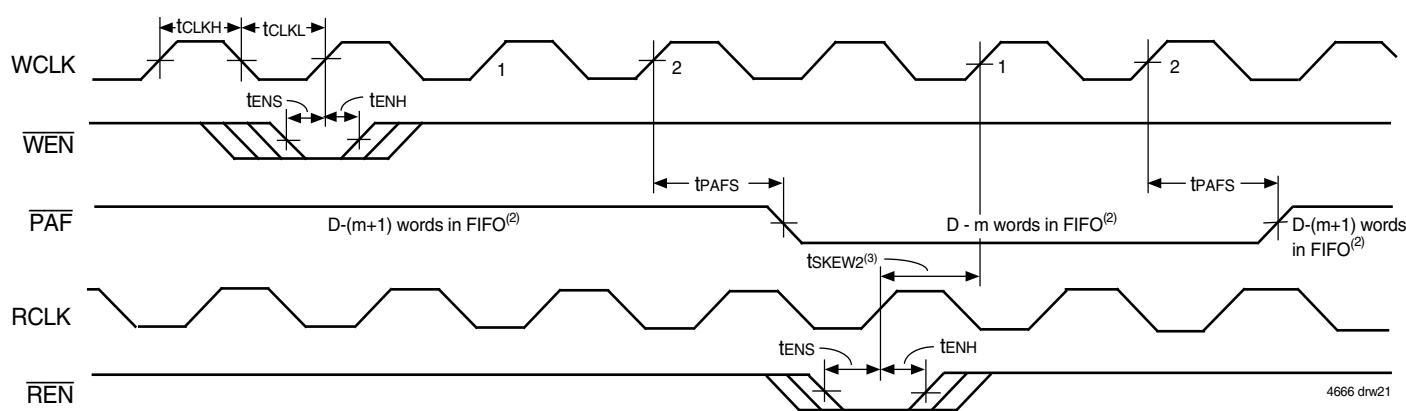 tCLKH
tCLKL
WCLK
1
2
1
2
tENS
tENH
WEN
tPAFS
tPAFS
PAF
D-(m+1) words in FIFO(2)
D - m words in FIFO(2)
D-(m+1) words
in FIFO(2)
tSKEW2(3)
RCLK
tENS
tENH
REN
4666 drw21